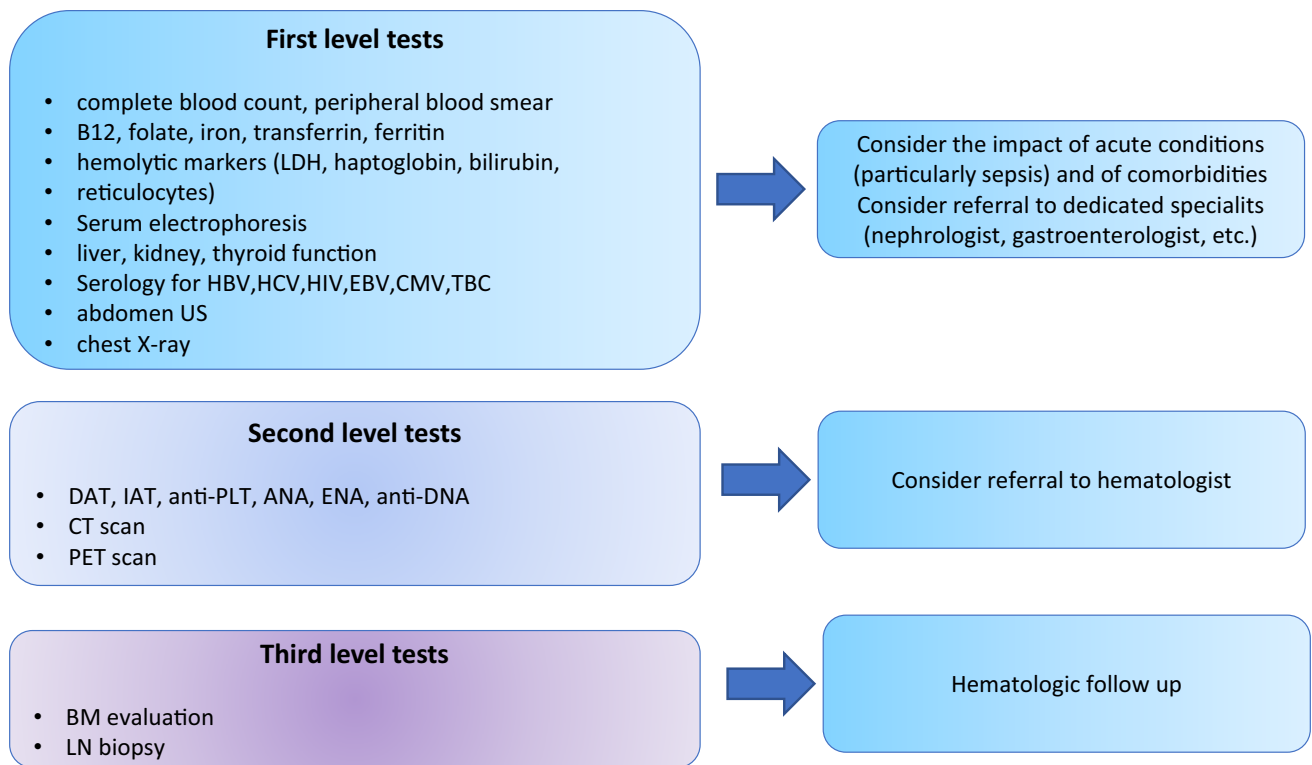 First level tests
• complete blood count, peripheral blood smear
• B12, folate, iron, transferrin, ferritin
• hemolytic markers (LDH, haptoglobin, bilirubin,
• reticulocytes)
• Serum electrophoresis
• liver, kidney, thyroid function
• Serology for HBV,HCV,HIV,EBV,CMV,TBC
• abdomen US
• chest X-ray
Consider the impact of acute conditions
(particularly sepsis) and of comorbidities
Consider referral to dedicated specialits
(nephrologist, gastroenterologist, etc.)
Second level tests
• DAT, IAT, anti-PLT, ANA, ENA, anti-DNA
• CT scan
• PET scan
Consider referral to hematologist
Third level tests
• BM evaluation
• LN biopsy
Hematologic follow up